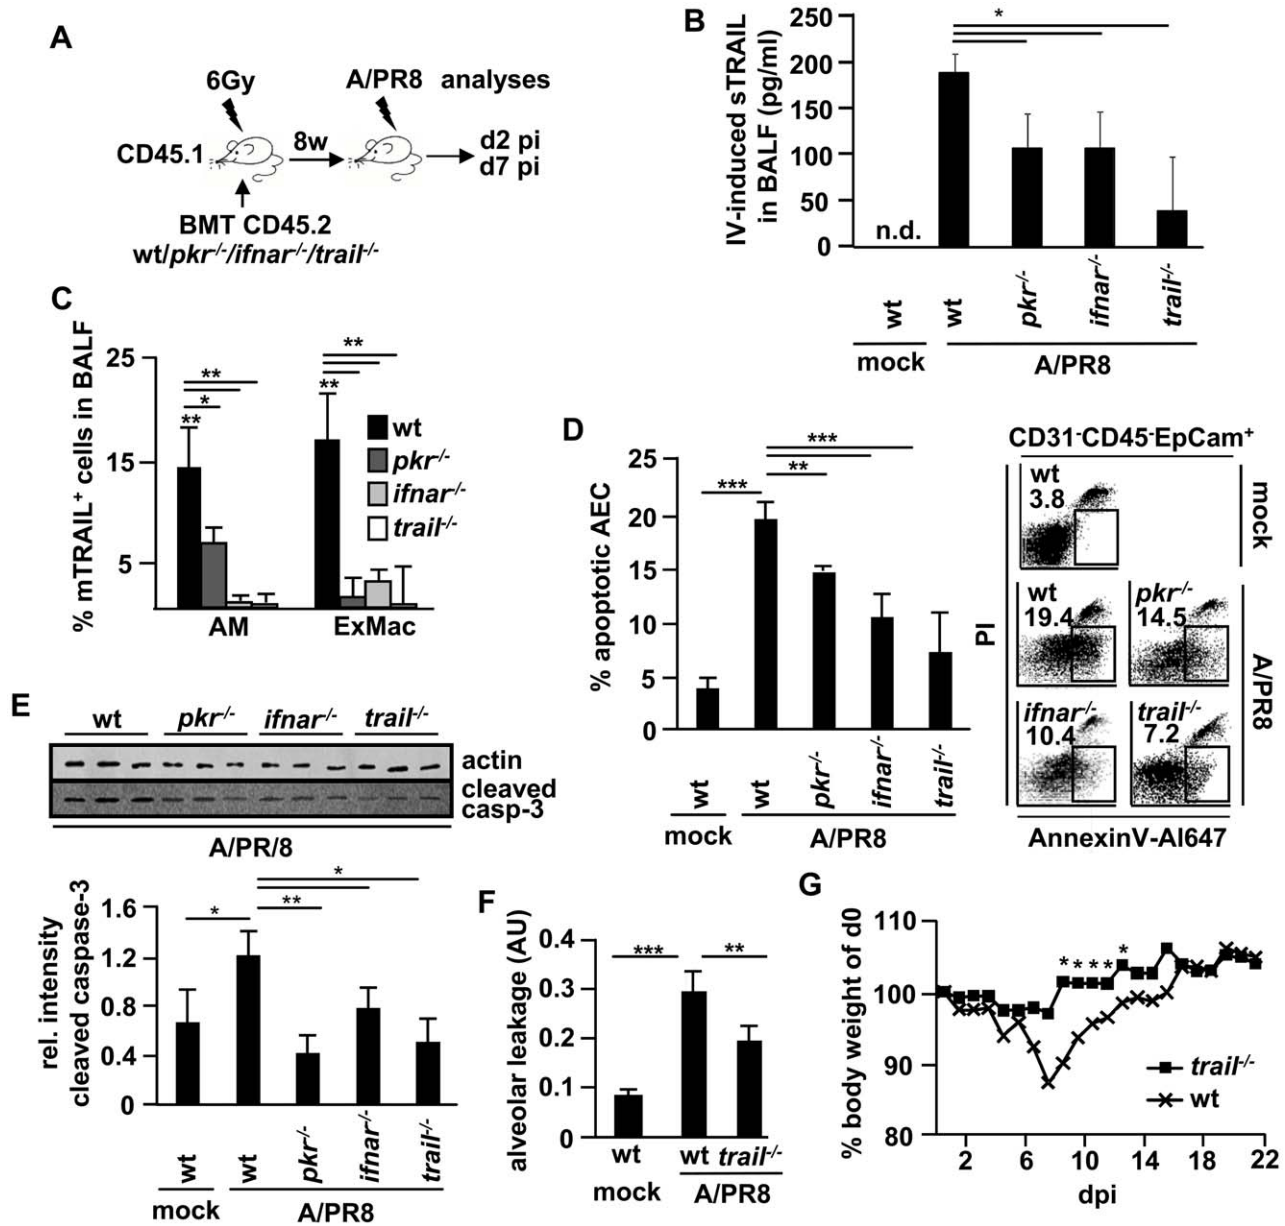 A
6Gy
A/PR8 analyses
CD45.1
8w
d2 pi
d7 pi
BMT CD45.2
wt/pkr-/-/ifnar-/-/trail-/-
B
IV-induced sTRAIL
in BALF (pg/ml)
250
200
150
100
50
0
*
n.d.
wt
wt
pkr-/-
ifnar-/-
trail-/-
mock
A/PR8
C
% mTRAIL+ cells in BALF
25
15
5
**
*
**
**
**
wt
pkr-/-
ifnar-/-
trail-/-
AM
ExMac
D
% apoptotic AEC
25
20
15
10
5
0
***
***
**
wt
wt
pkr-/-
ifnar-/-
trail-/-
mock
A/PR8
CD31-CD45-EpCam+
wt
3.8
mock
wt
19.4
pkr-/-
14.5
ifnar-/-
10.4
trail-/-
7.2
A/PR8
PI
AnnexinV-Al647
E
wt pkr-/- ifnar-/- trail-/-
actin
cleaved
casp-3
A/PR/8
rel. intensity
cleaved caspase-3
1.6
1.2
0.8
0.4
0
*
*
**
wt
wt
pkr-/-
ifnar-/-
trail-/-
mock
A/PR8
F
alveolar leakage (AU)
0.4
0.3
0.2
0.1
0
***
**
wt
wt trail-/-
mock
A/PR8
G
% body weight of d0
110
100
90
80
* * * * *
trail-/-
wt
2 6 10 14 18 22
dpi